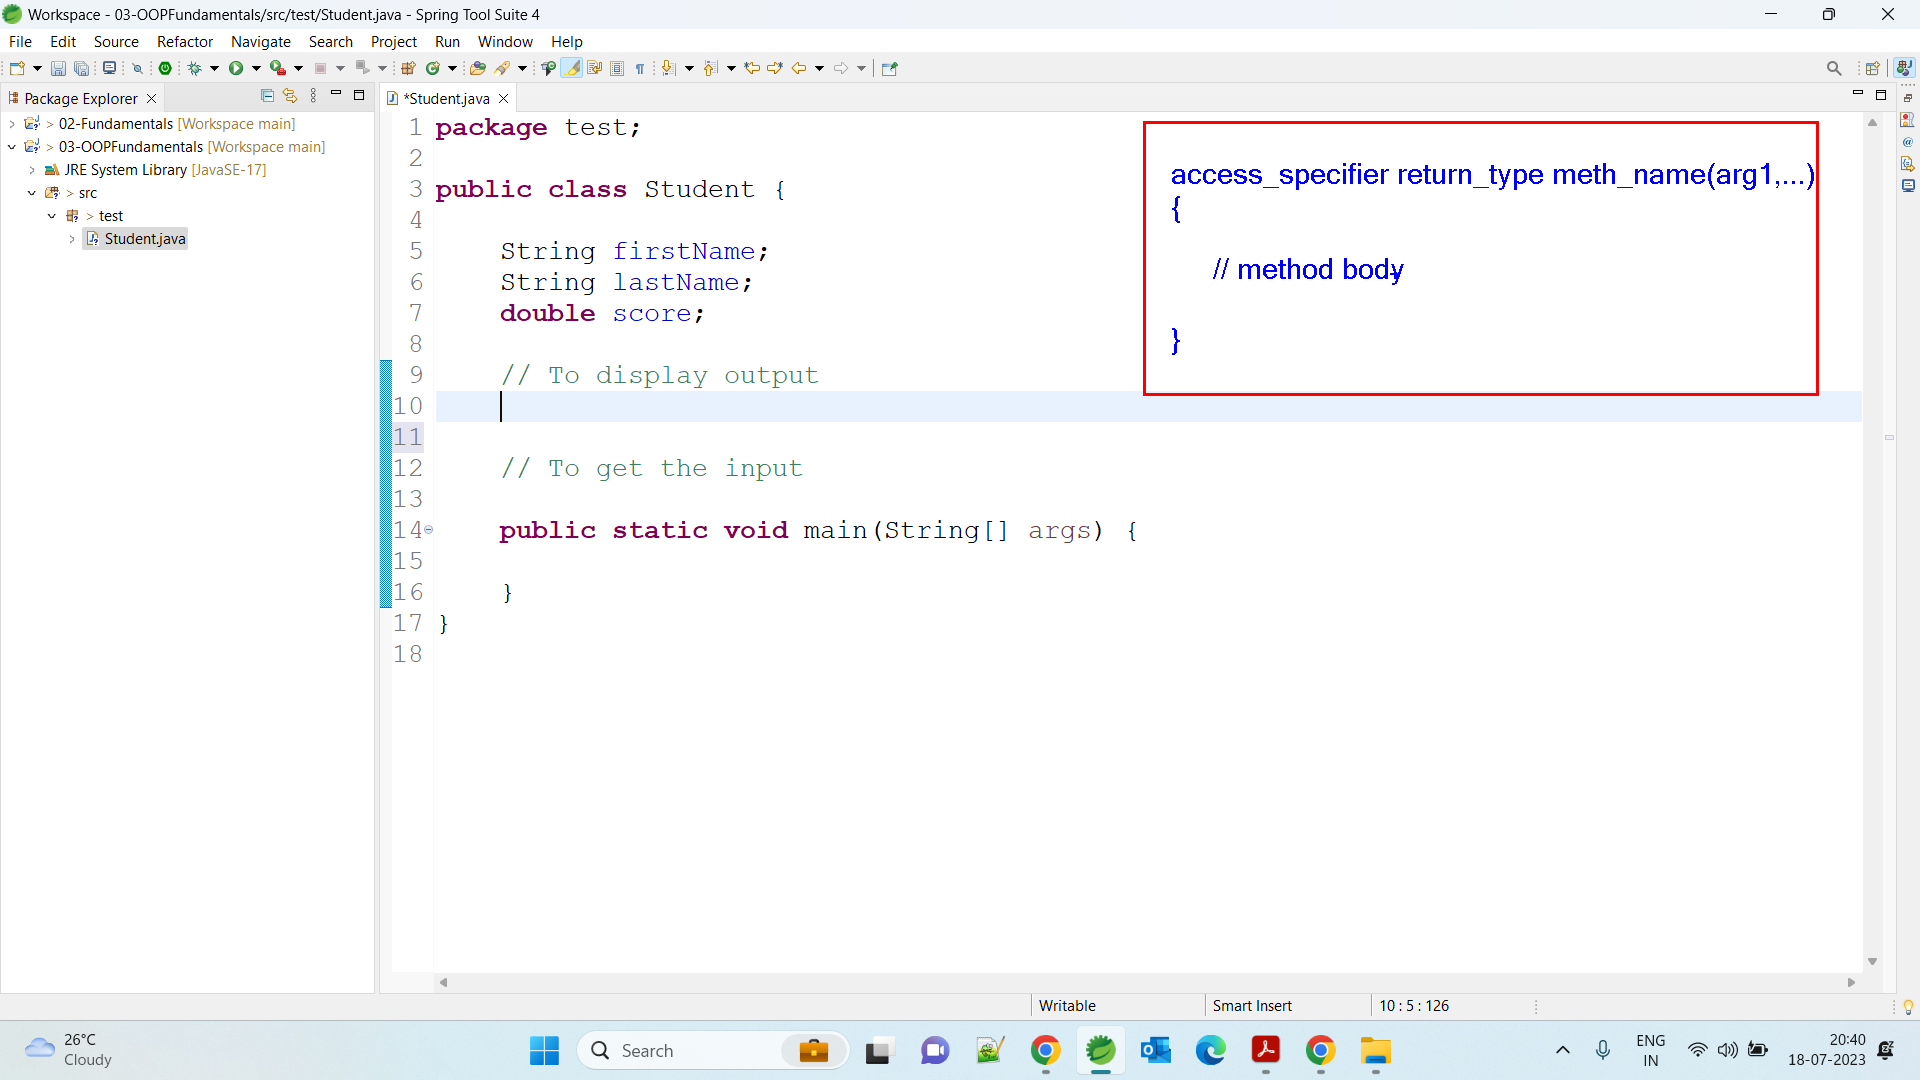 Workspace - 03-OOPFundamentals/src/test/Student.java - Spring Tool Suite 4
File Edit Source Refactor Navigate Search Project Run Window Help
Package Explorer
> 02-Fundamentals [Workspace main]
> 03-OOPFundamentals [Workspace main]
JRE System Library [JavaSE-17]
> src
> test
Student.java
*Student.java
1 package test;
2
3 public class Student {
4
5 String firstName;
6 String lastName;
7 double score;
8
9 // To display output
10
11
12 // To get the input
13
14 public static void main(String[] args) {
15
16 }
17 }
18
access_specifier return_type meth_name(arg1,...)
{
// method body
}
Writable Smart Insert 10 : 5 : 126
26°C
Cloudy
Search
ENG
IN
20:40
18-07-2023